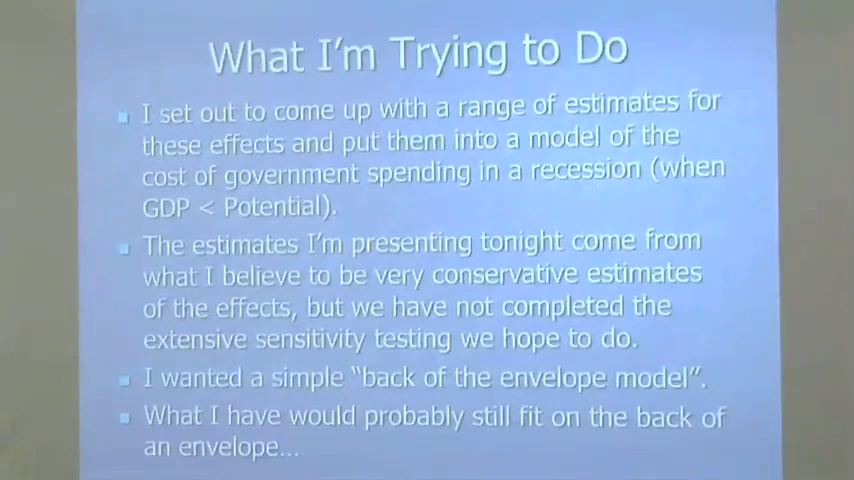 What I'm Trying to Do
I set out to come up with a range of estimates for
these effects and put them into a model of the
cost of government spending in a recession (when
GDP < Potential).
The estimates I'm presenting tonight come from
what I believe to be very conservative estimates
of the effects, but we have not completed the
extensive sensitivity testing we hope to do.
I wanted a simple “back of the envelope model”.
What I have would probably still fit on the back of
an envelope...